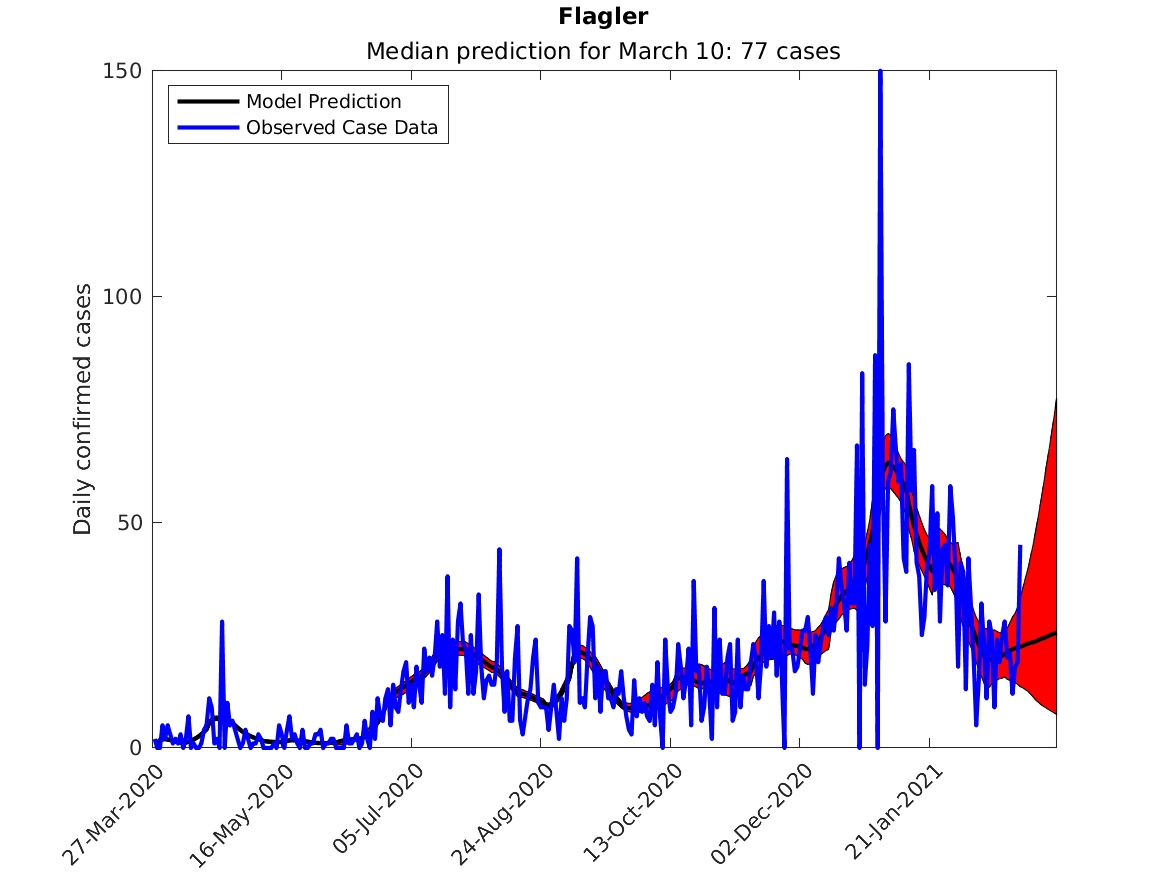 Flagler
Median prediction for March 10: 77 cases
Model Prediction
Observed Case Data
Daily confirmed cases
150
100
50
0
27-Mar-2020
16-May-2020
05-Jul-2020
24-Aug-2020
13-Oct-2020
02-Dec-2020
21-Jan-2021